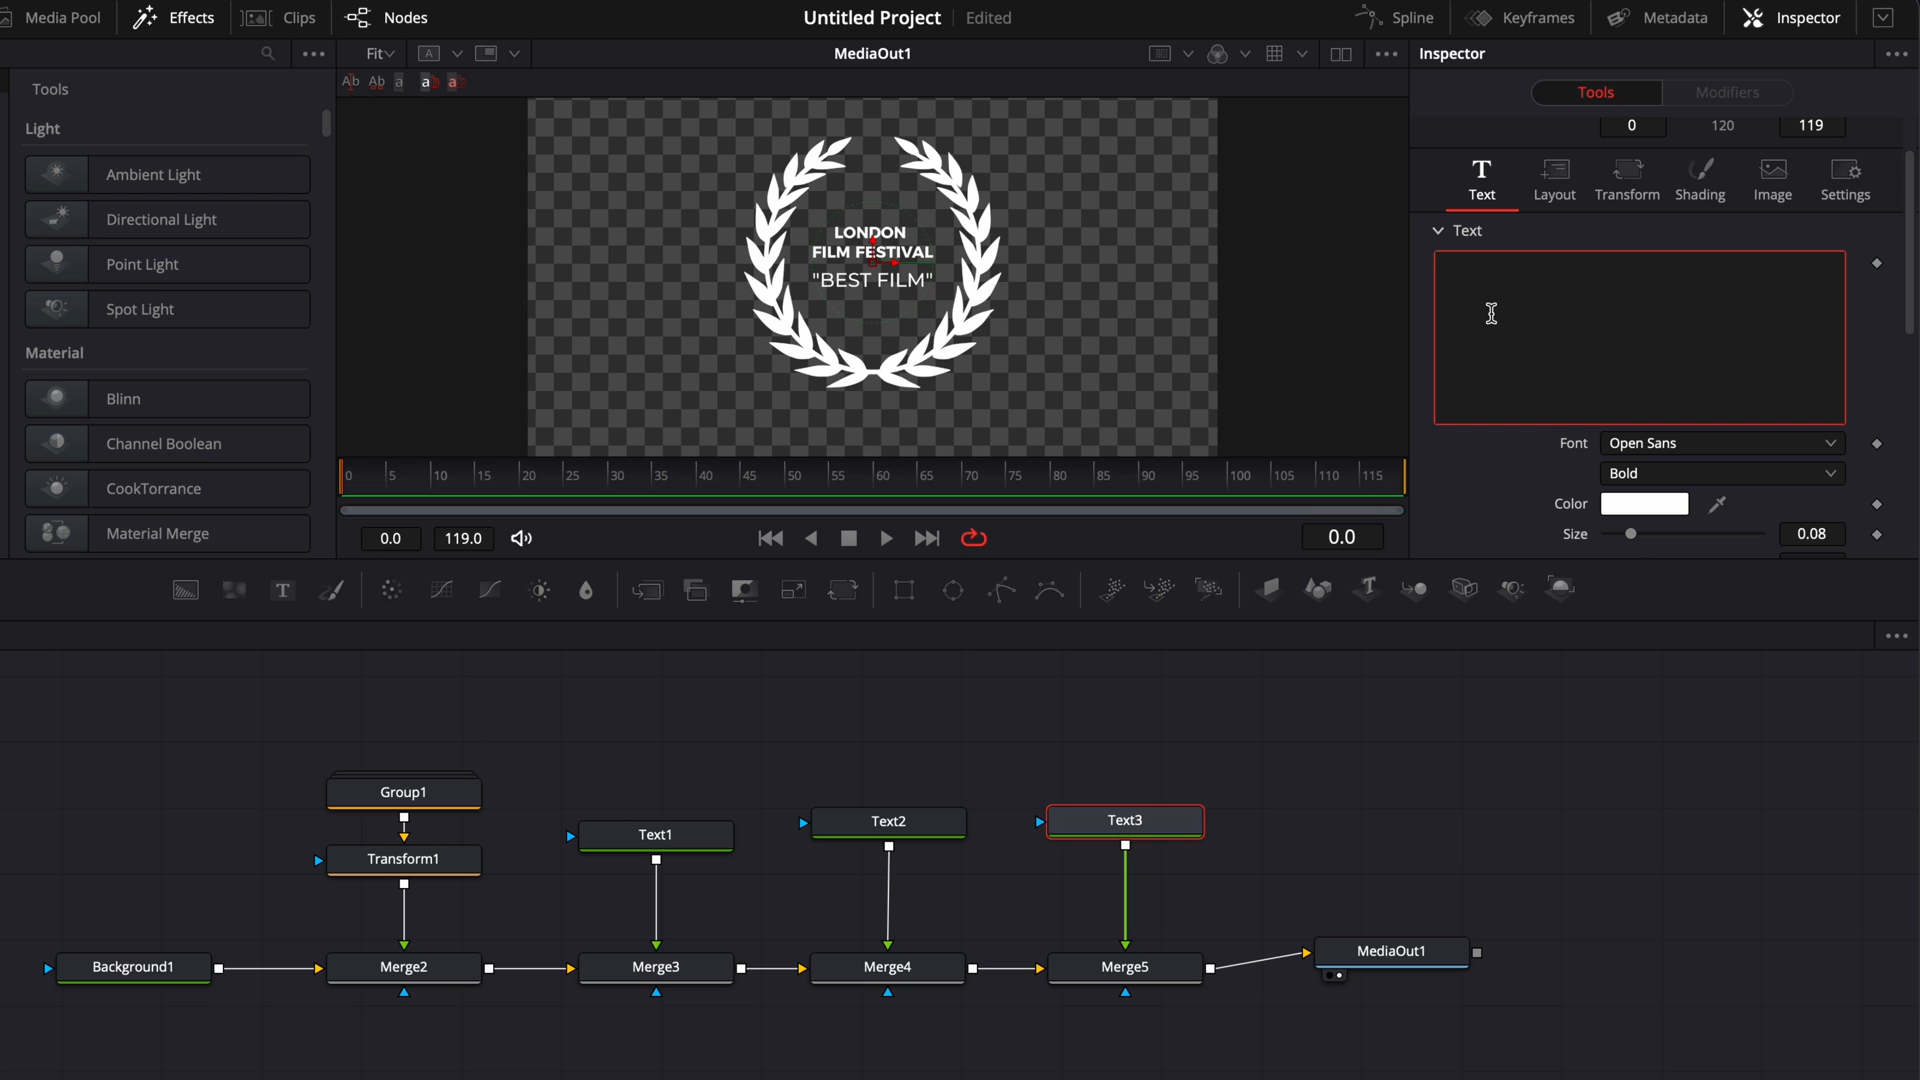 Media Pool
Effects
Clips
Nodes
Untitled Project
Edited
Spline
Keyframes
Metadata
Inspector
Fit
A
MediaOut1
Inspector
Ab Ab a a a
Tools
Tools
Modifiers
Light
0
120
119
Ambient Light
Directional Light
Point Light
Spot Light
Text
Layout
Transform
Shading
Image
Settings
Text
LONDON
FILM FESTIVAL
"BEST FILM"
Material
Blinn
Channel Boolean
CookTorrance
Material Merge
Font
Open Sans
Bold
Color
Size
0.08
0 5 10 15 20 25 30 35 40 45 50 55 60 65 70 75 80 85 90 95 100 105 110 115
0.0
119.0
0.0
T
T
Group1
Transform1
Text1
Text2
Text3
Background1
Merge2
Merge3
Merge4
Merge5
MediaOut1